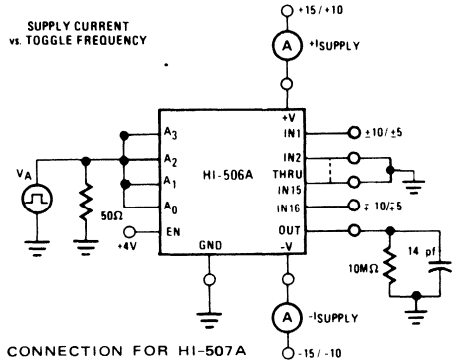 SUPPLY CURRENT
vs. TOGGLE FREQUENCY
+15/+10
A
+ISUPPLY
+V
A3
A2
A1
A0
EN
VA
50Ω
+4V
HI-506A
IN1
IN2
THRU
IN15
IN16
OUT
±10/±5
∓10/∓5
GND
-V
10MΩ
14 pf
A
-ISUPPLY
-15/-10
CONNECTION FOR HI-507A